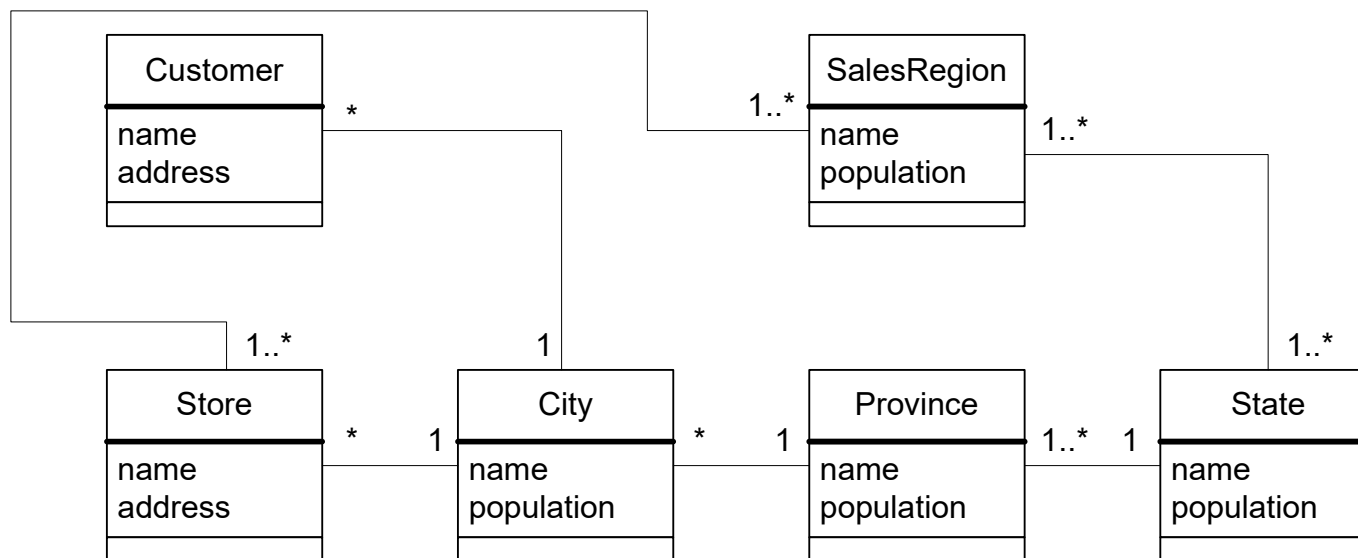 Customer
name
address
*
SalesRegion
name
population
1..*
1..*
1..*
1
1..*
Store
name
address
*
1
City
name
population
*
1
Province
name
population
1..*
1
State
name
population